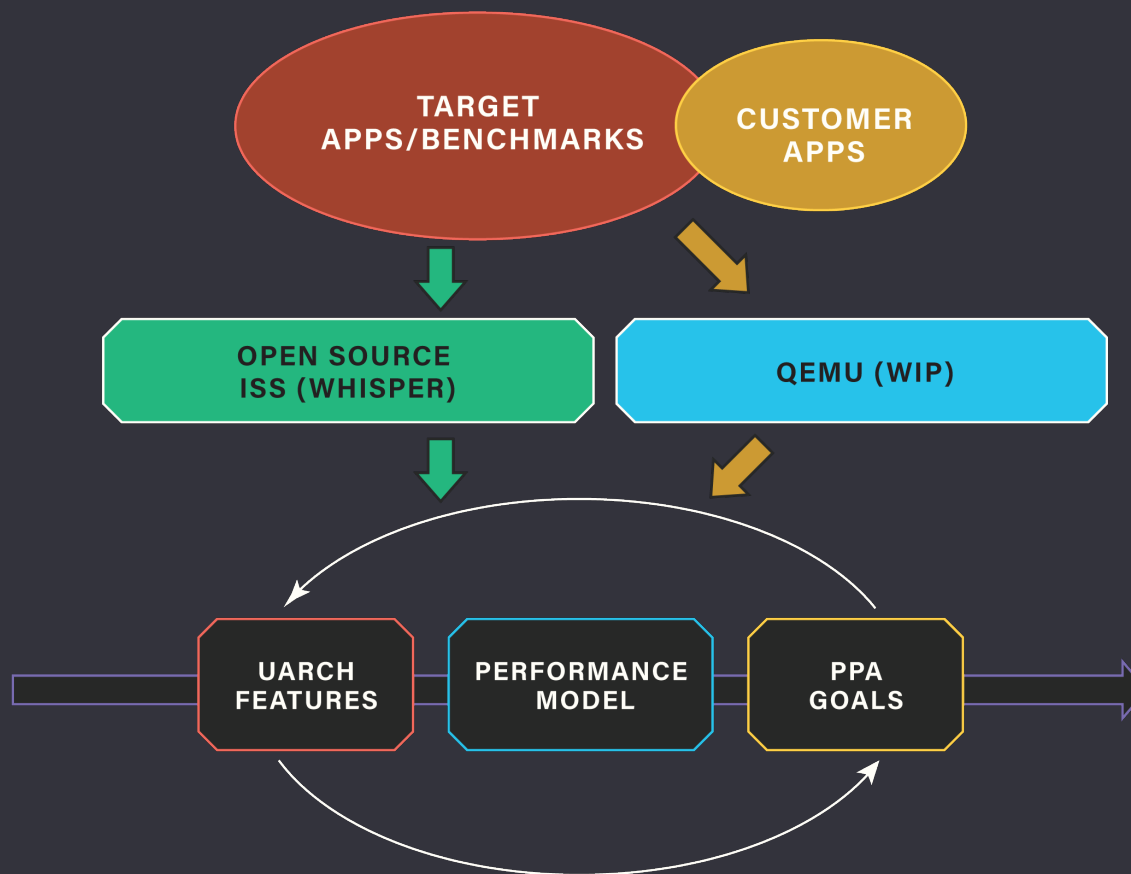 TARGET
APPS/BENCHMARKS
CUSTOMER
APPS
OPEN SOURCE
ISS (WHISPER)
QEMU (WIP)
UARCH
FEATURES
PERFORMANCE
MODEL
PPA
GOALS